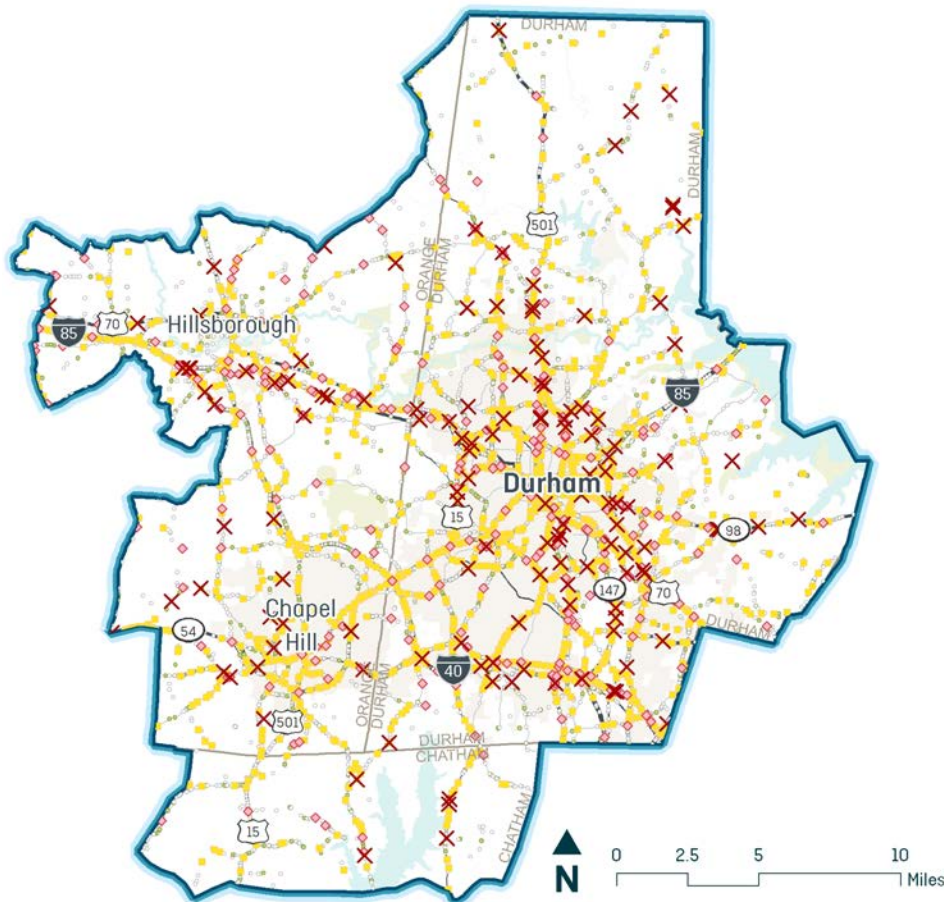 DURHAM
DURHAM
501
ORANGE
DURHAM
70
Hillsborough
85
85
Durham
15
98
147
70
Chapel
Hill
54
DURHAM
40
ORANGE
DURHAM
501
DURHAM
CHATHAM
15
CHATHAM
N
0 2.5 5 10
Miles